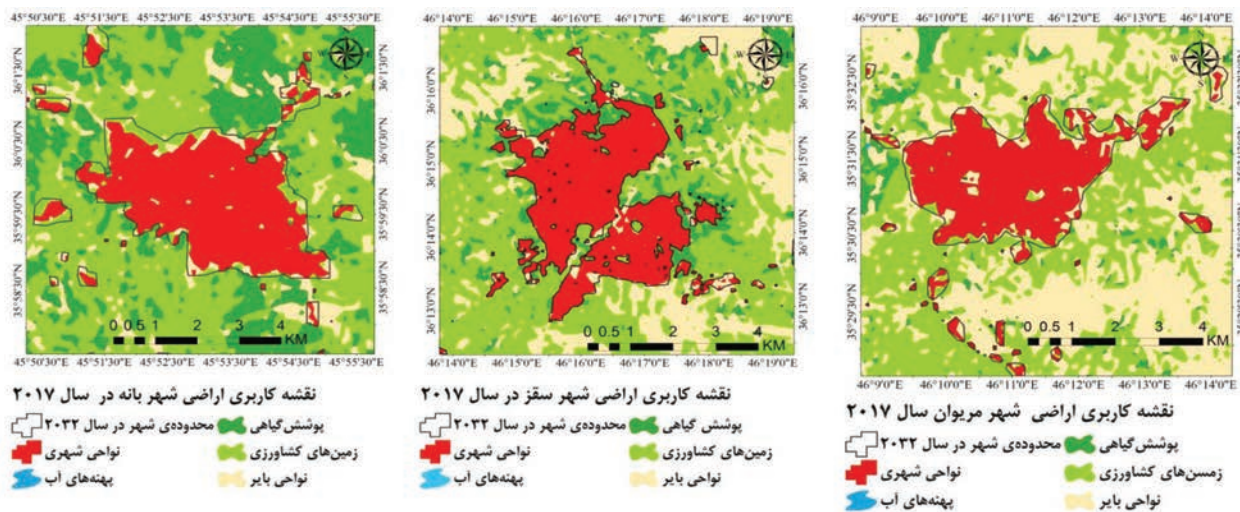 45°50'30"E 45°51'30"E 45°52'30"E 45°53'30"E 45°54'30"E 45°55'30"E
36°1'30"N
36°0'30"N
35°59'30"N
35°58'30"N
0 0.5 1 2 3 4
KM
45°50'30"E 45°51'30"E 45°52'30"E 45°53'30"E 45°54'30"E 45°55'30"E
نقشه کاربری اراضی شهر بانه در سال ۲۰۱۷
محدوده‌ی شهر در سال ۲۰۳۲
پوشش‌گیاهی
نواحی شهری
زمین‌های کشاورزی
پهنه‌های آب
نواحی بایر
46°14'0"E 46°15'0"E 46°16'0"E 46°17'0"E 46°18'0"E 46°19'0"E
36°16'0"N
36°15'0"N
36°14'0"N
36°13'0"N
0 0.5 1 2 3 4
KM
46°14'0"E 46°15'0"E 46°16'0"E 46°17'0"E 46°18'0"E 46°19'0"E
نقشه کاربری اراضی شهر سقز در سال ۲۰۱۷
محدوده‌ی شهر در سال ۲۰۳۲
پوشش‌گیاهی
نواحی شهری
زمین‌های کشاورزی
پهنه‌های آب
نواحی بایر
46°9'0"E 46°10'0"E 46°11'0"E 46°12'0"E 46°13'0"E 46°14'0"E
35°32'30"N
35°31'30"N
35°30'30"N
35°29'30"N
0 0.5 1 2 3 4
KM
46°9'0"E 46°10'0"E 46°11'0"E 46°12'0"E 46°13'0"E 46°14'0"E
نقشه کاربری اراضی شهر مریوان سال ۲۰۱۷
محدوده‌ی شهر در سال ۲۰۳۲
پوشش گیاهی
نواحی شهری
زمسن‌های کشاورزی
پهنه‌های آب
نواحی بایر